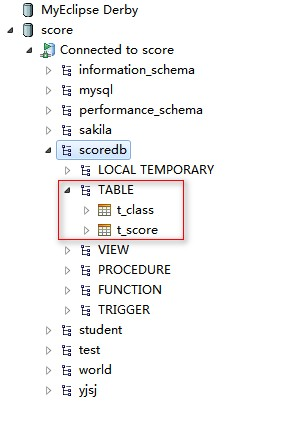 MyEclipse Derby
score
Connected to score
information_schema
mysql
performance_schema
sakila
scoredb
LOCAL TEMPORARY
TABLE
t_class
t_score
VIEW
PROCEDURE
FUNCTION
TRIGGER
student
test
world
yjsj